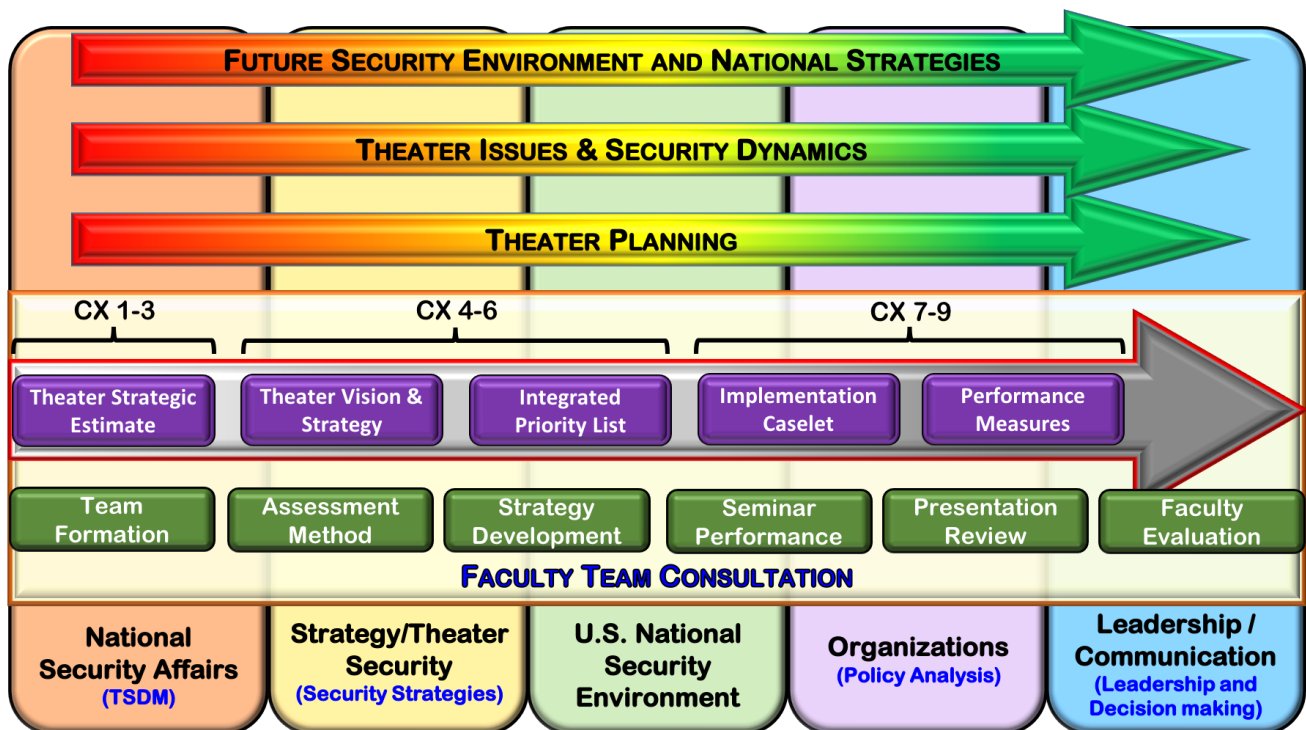 FUTURE SECURITY ENVIRONMENT AND NATIONAL STRATEGIES
THEATER ISSUES & SECURITY DYNAMICS
THEATER PLANNING
CX 1-3
CX 4-6
CX 7-9
Theater Strategic
Estimate
Theater Vision &
Strategy
Integrated
Priority List
Implementation
Caselet
Performance
Measures
Team
Formation
Assessment
Method
Strategy
Development
Seminar
Performance
Presentation
Review
Faculty
Evaluation
FACULTY TEAM CONSULTATION
National
Security Affairs
(TSDM)
Strategy/Theater
Security
(Security Strategies)
U.S. National
Security
Environment
Organizations
(Policy Analysis)
Leadership /
Communication
(Leadership and
Decision making)